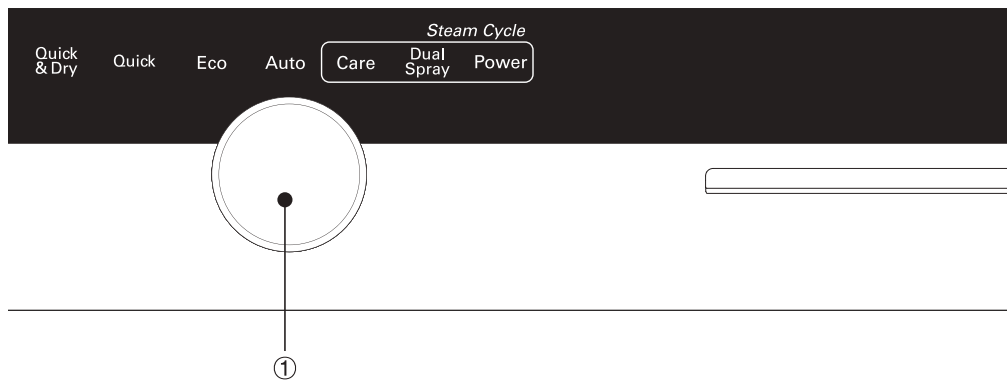 Steam Cycle
Quick
& Dry
Quick
Eco
Auto
Care
Dual
Spray
Power
①